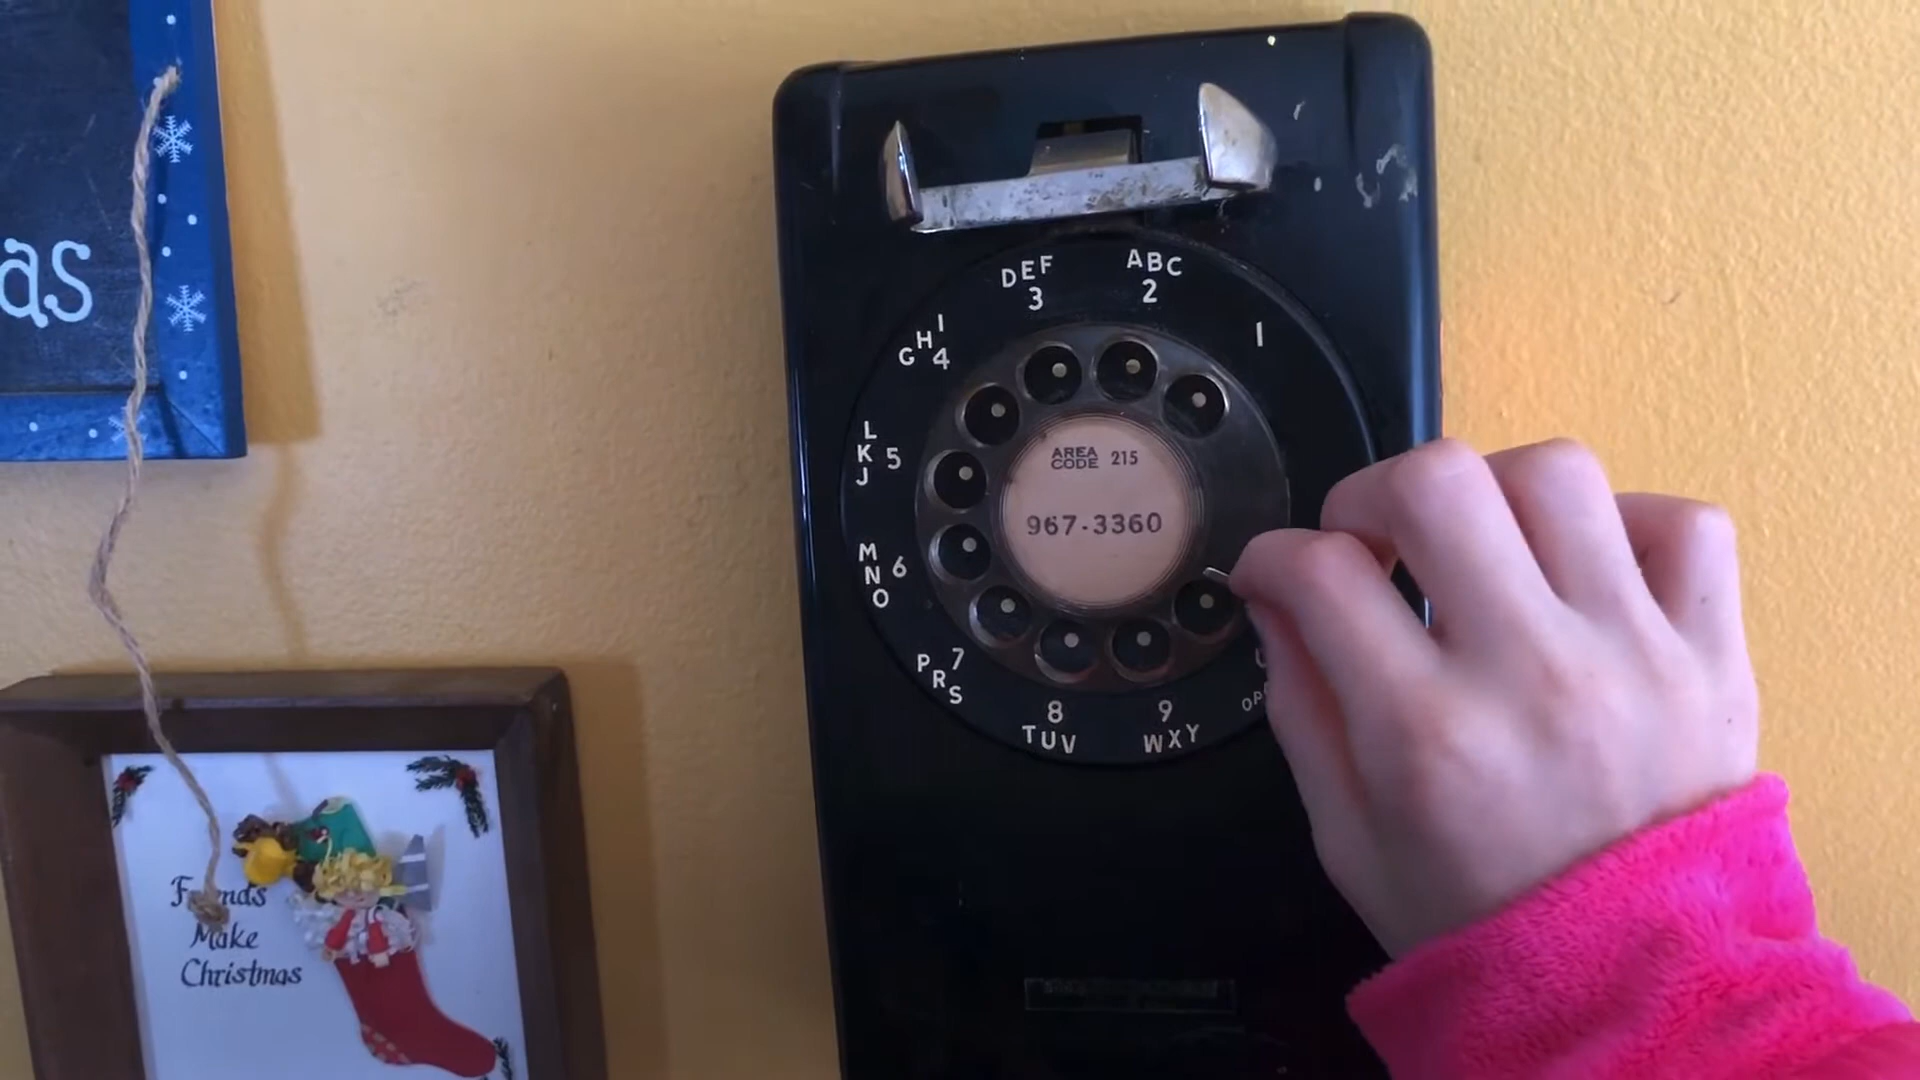 as
DEF
3
ABC
2
1
GHI
4
JKL
5
MNO
6
PRS
7
8
TUV
9
WXY
AREA CODE 215
967-3360
Friends
Make
Christmas